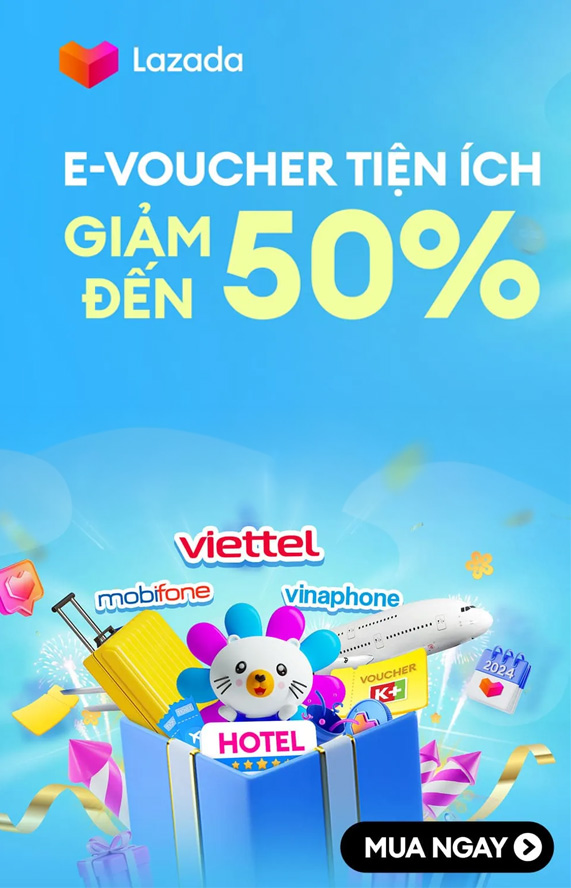 Lazada
E-VOUCHER TIỆN ÍCH
GIẢM
ĐẾN
50%
viettel
mobifone
vinaphone
VOUCHER
K+
2024
HOTEL
MUA NGAY